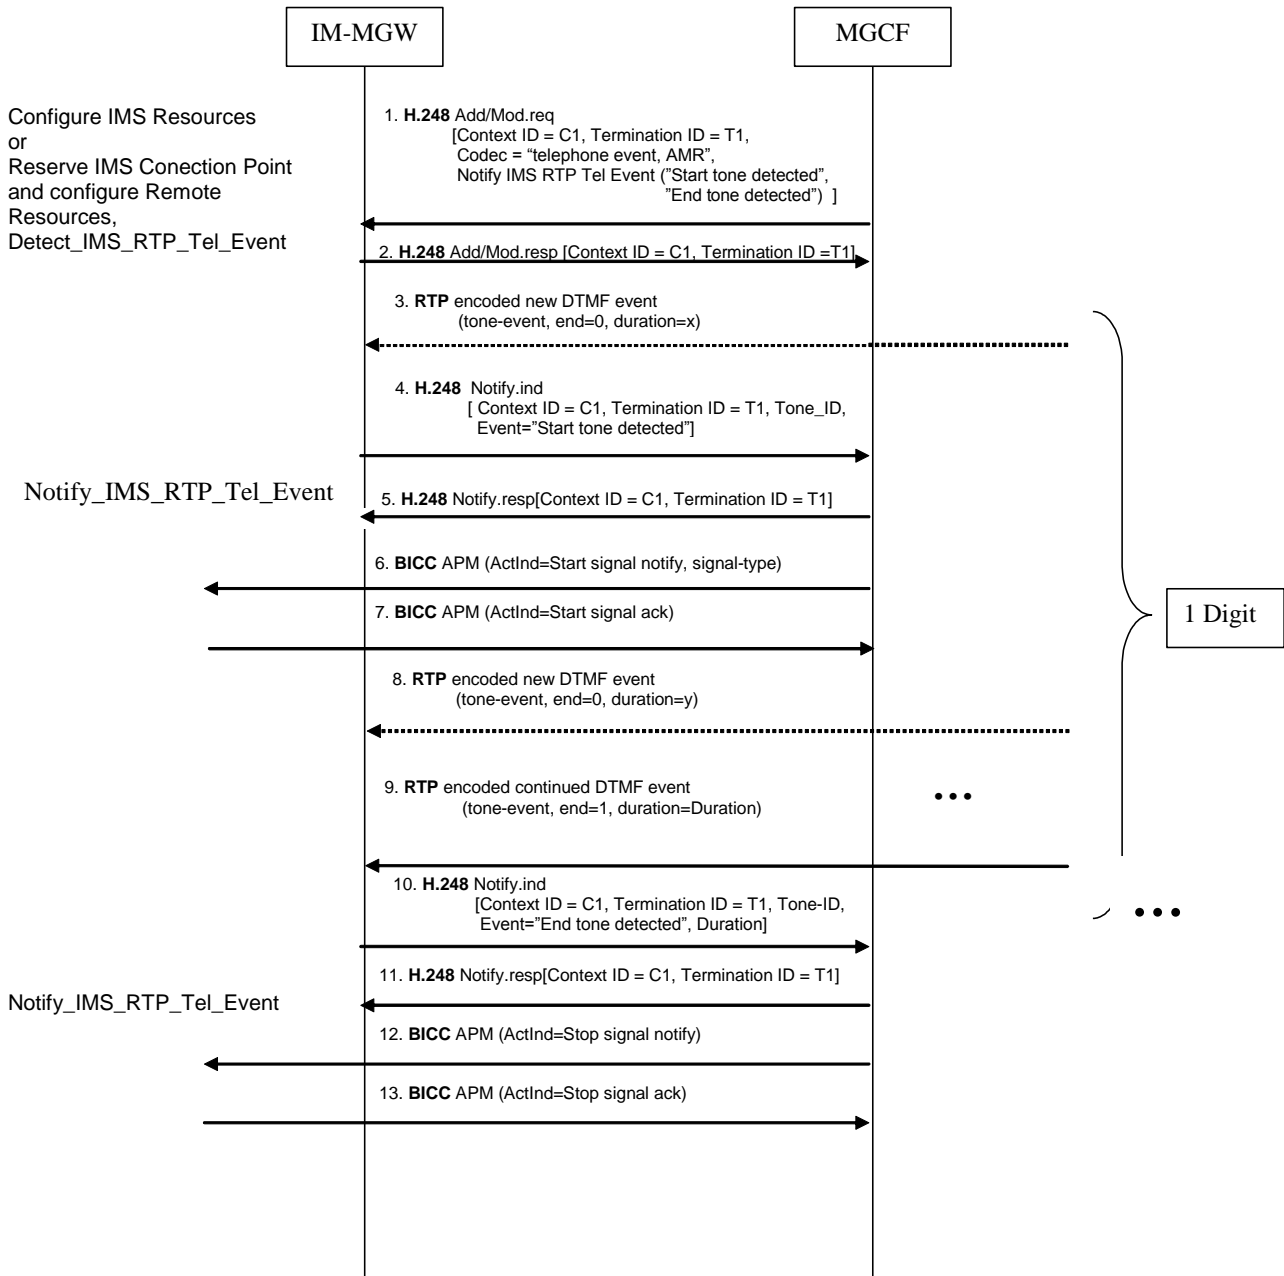 IM-MGW
MGCF
Configure IMS Resources
or
Reserve IMS Conection Point
and configure Remote
Resources,
Detect_IMS_RTP_Tel_Event
1. H.248 Add/Mod.req
[Context ID = C1, Termination ID = T1,
Codec = “telephone event, AMR”,
Notify IMS RTP Tel Event (”Start tone detected”,
”End tone detected”) ]
2. H.248 Add/Mod.resp [Context ID = C1, Termination ID =T1]
3. RTP encoded new DTMF event
(tone-event, end=0, duration=x)
4. H.248 Notify.ind
[ Context ID = C1, Termination ID = T1, Tone_ID,
Event=”Start tone detected”]
Notify_IMS_RTP_Tel_Event
5. H.248 Notify.resp[Context ID = C1, Termination ID = T1]
6. BICC APM (ActInd=Start signal notify, signal-type)
7. BICC APM (ActInd=Start signal ack)
1 Digit
8. RTP encoded new DTMF event
(tone-event, end=0, duration=y)
9. RTP encoded continued DTMF event
(tone-event, end=1, duration=Duration)
...
10. H.248 Notify.ind
[Context ID = C1, Termination ID = T1, Tone-ID,
Event=”End tone detected”, Duration]
...
11. H.248 Notify.resp[Context ID = C1, Termination ID = T1]
Notify_IMS_RTP_Tel_Event
12. BICC APM (ActInd=Stop signal notify)
13. BICC APM (ActInd=Stop signal ack)